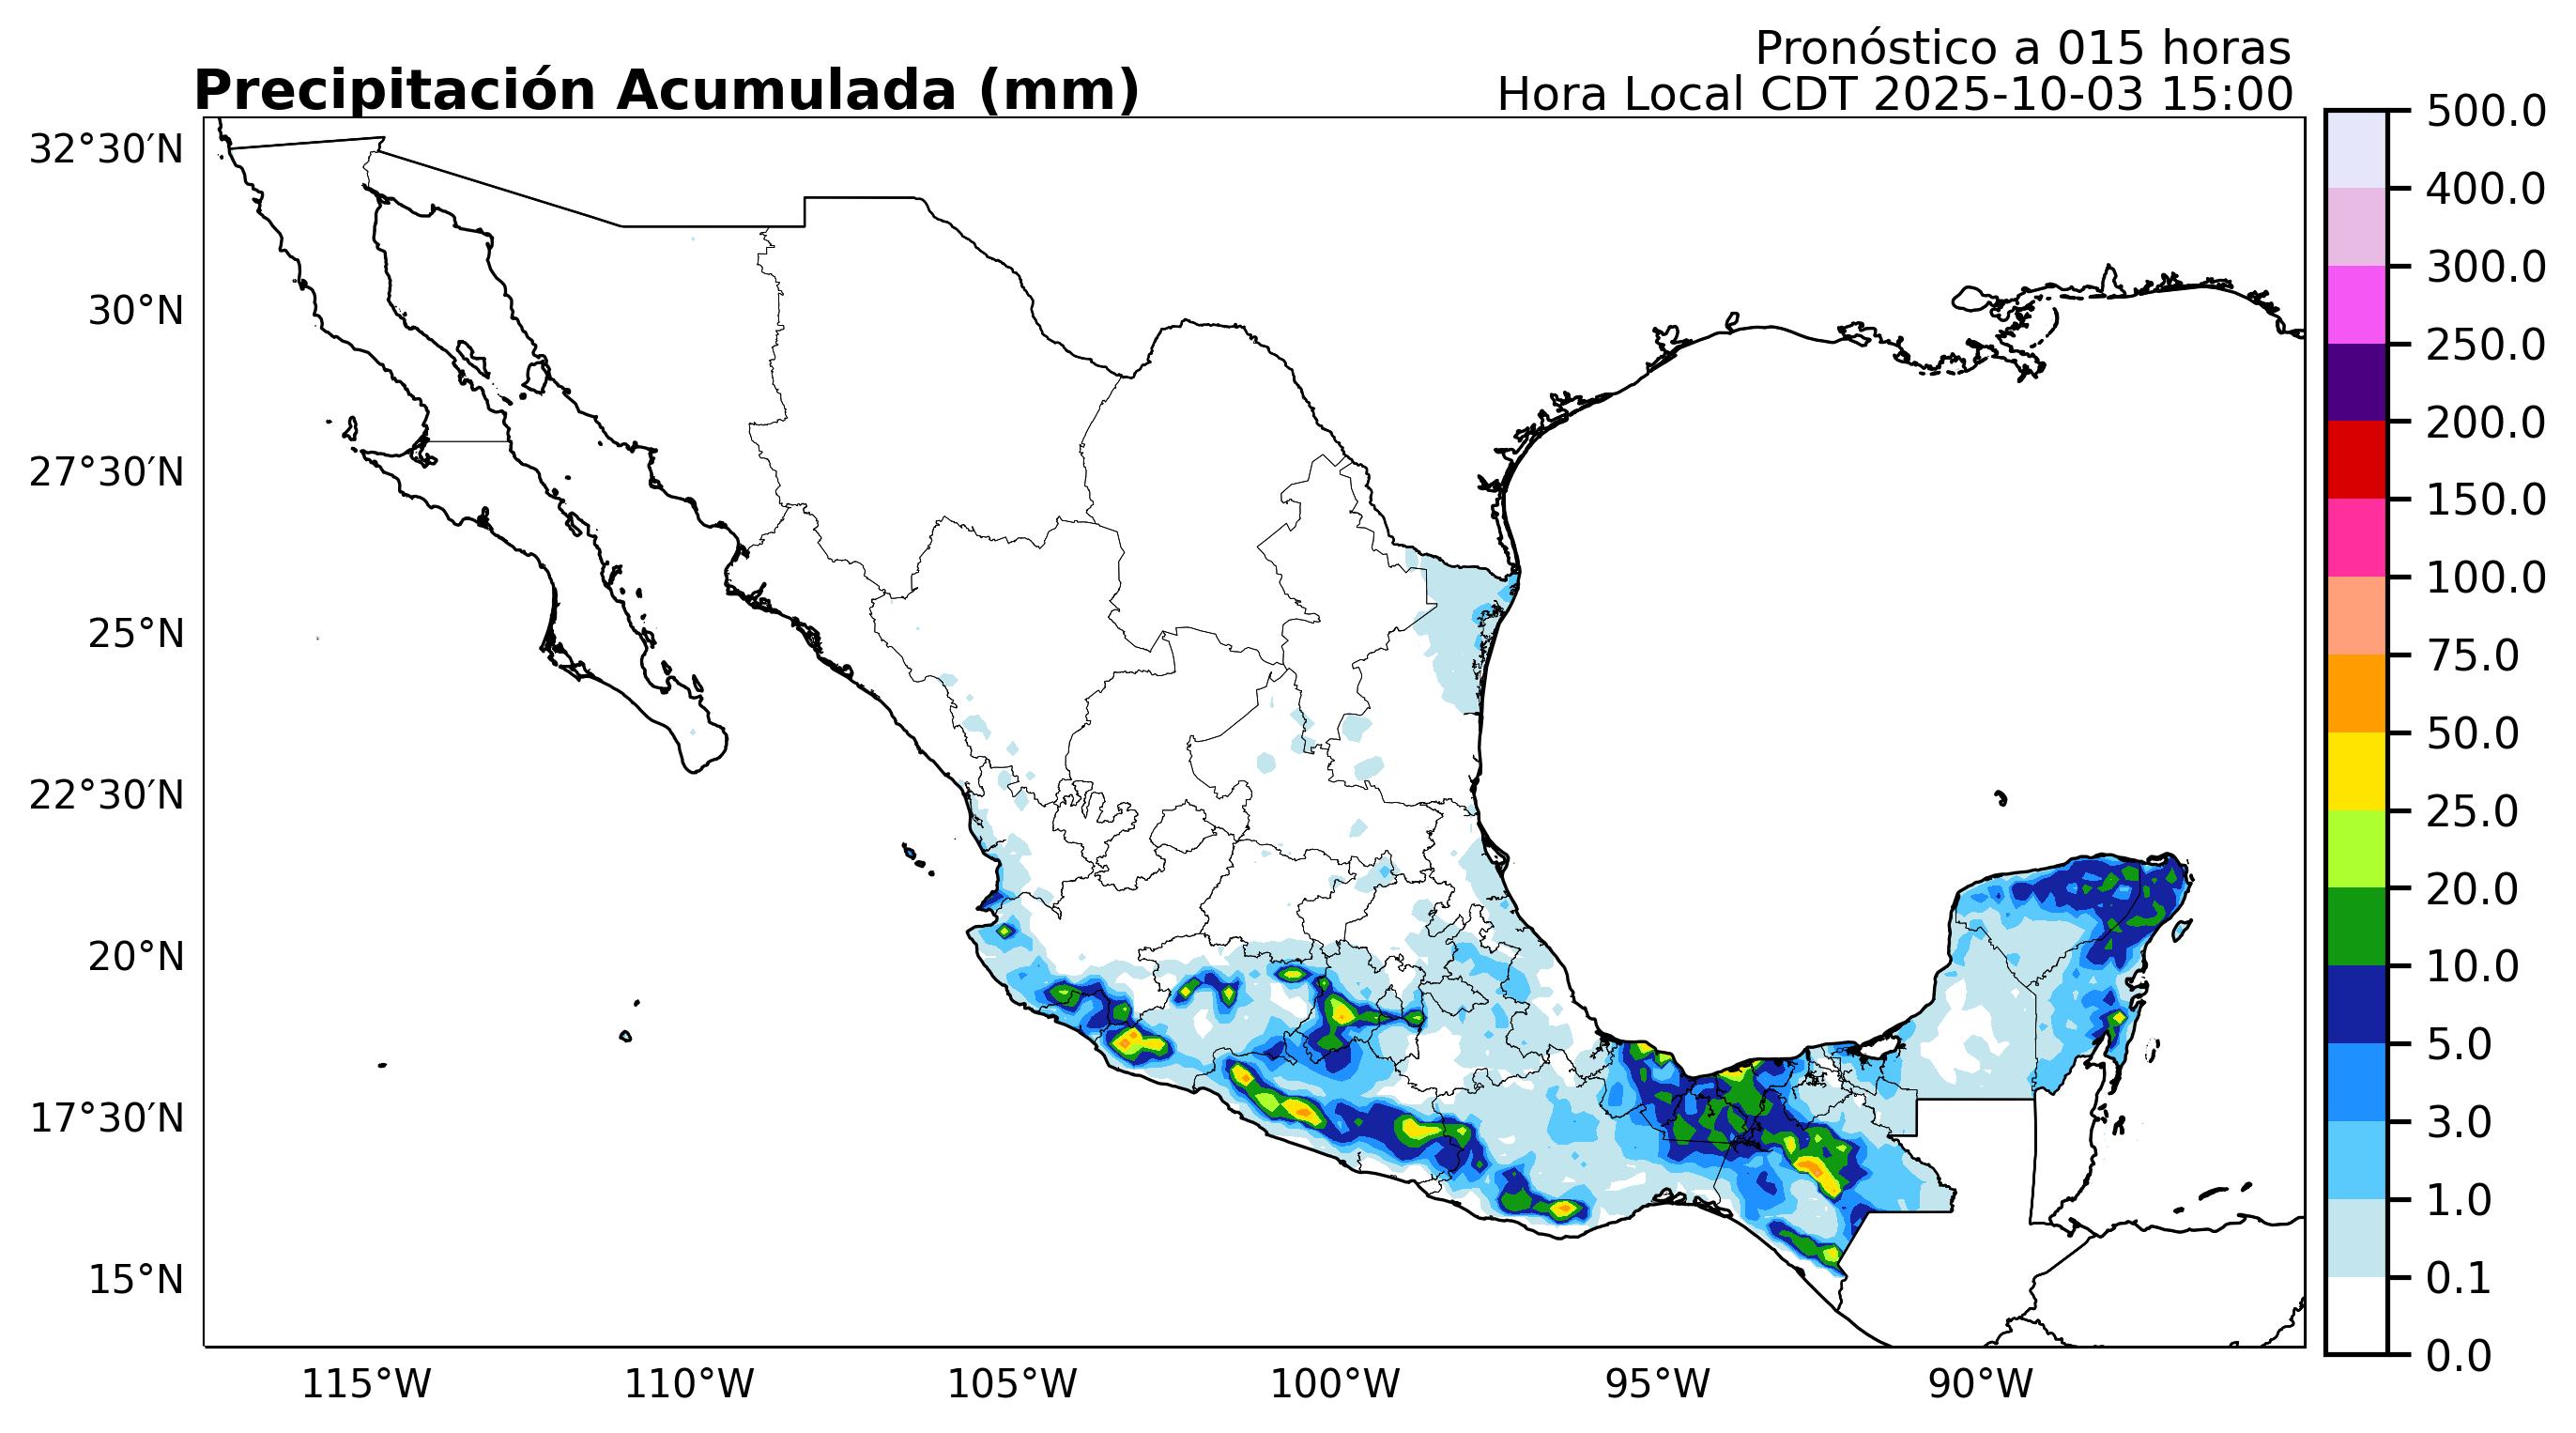 Pronóstico a 015 horas
Precipitación Acumulada (mm)
Hora Local CDT 2025-10-03 15:00
32°30′N
30°N
27°30′N
25°N
22°30′N
20°N
17°30′N
15°N
115°W
110°W
105°W
100°W
95°W
90°W
500.0
400.0
300.0
250.0
200.0
150.0
100.0
75.0
50.0
25.0
20.0
10.0
5.0
3.0
1.0
0.1
0.0